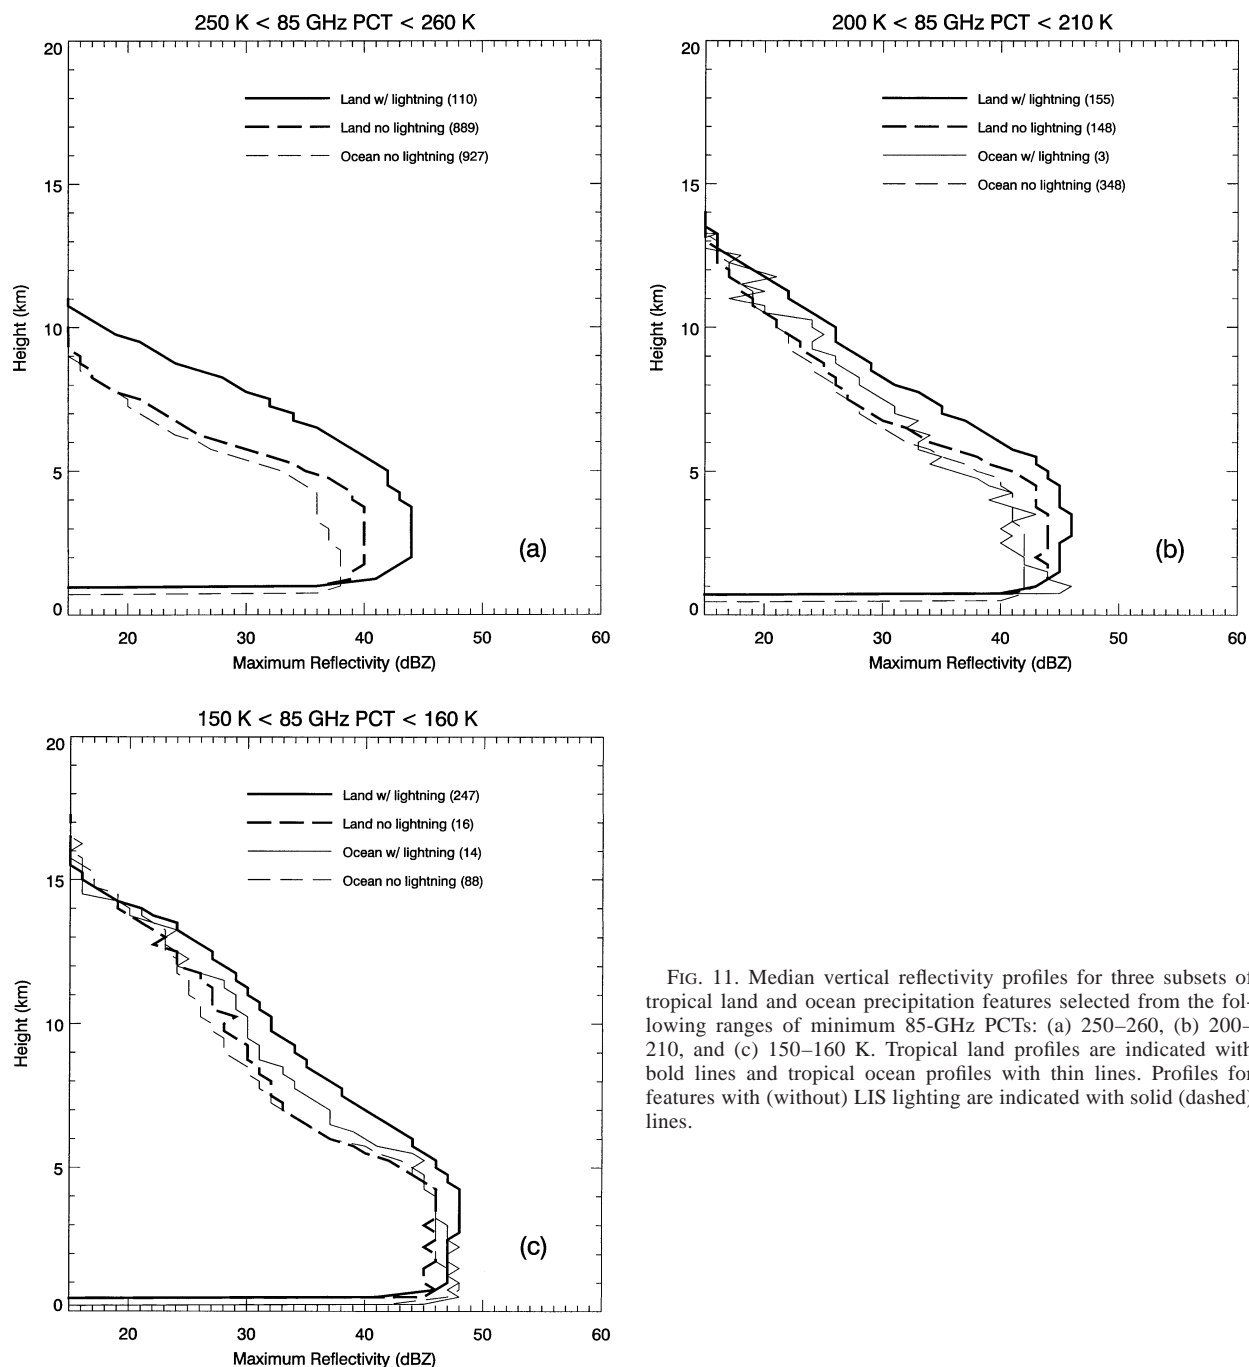 250 K < 85 GHz PCT < 260 K
20
15
10
5
0
Height (km)
Land w/ lightning (110)
Land no lightning (889)
Ocean no lightning (927)
(a)
20 30 40 50 60
Maximum Reflectivity (dBZ)
200 K < 85 GHz PCT < 210 K
20
15
10
5
0
Height (km)
Land w/ lightning (155)
Land no lightning (148)
Ocean w/ lightning (3)
Ocean no lightning (348)
(b)
20 30 40 50 60
Maximum Reflectivity (dBZ)
150 K < 85 GHz PCT < 160 K
20
15
10
5
0
Height (km)
Land w/ lightning (247)
Land no lightning (16)
Ocean w/ lightning (14)
Ocean no lightning (88)
(c)
20 30 40 50 60
Maximum Reflectivity (dBZ)
FIG. 11. Median vertical reflectivity profiles for three subsets of
tropical land and ocean precipitation features selected from the fol-
lowing ranges of minimum 85-GHz PCTs: (a) 250–260, (b) 200–
210, and (c) 150–160 K. Tropical land profiles are indicated with
bold lines and tropical ocean profiles with thin lines. Profiles for
features with (without) LIS lighting are indicated with solid (dashed)
lines.